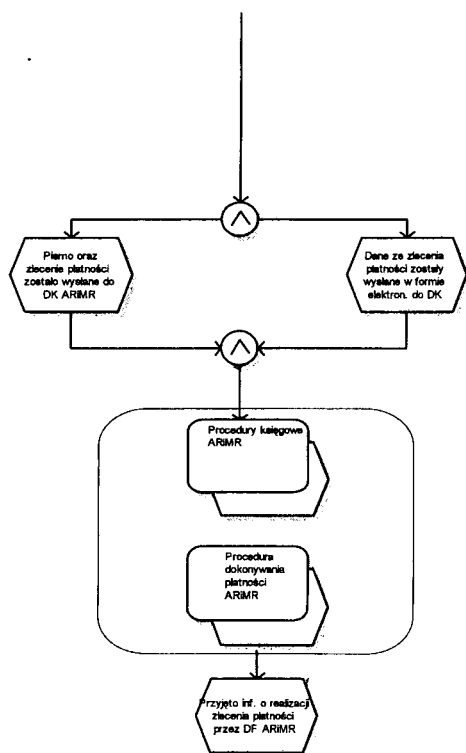 Pismo oraz
zlecenie płatności
zostało wysłane do
DK ARiMR
Dane ze zlecenia
płatności zostały
wysłane w formie
elektron. do DK
Procedury księgowe
ARiMR
Procedura
dokonywania
płatności
ARiMR
Przyjęto inf. o realizacji
zlecenia płatności
przez DF ARiMR